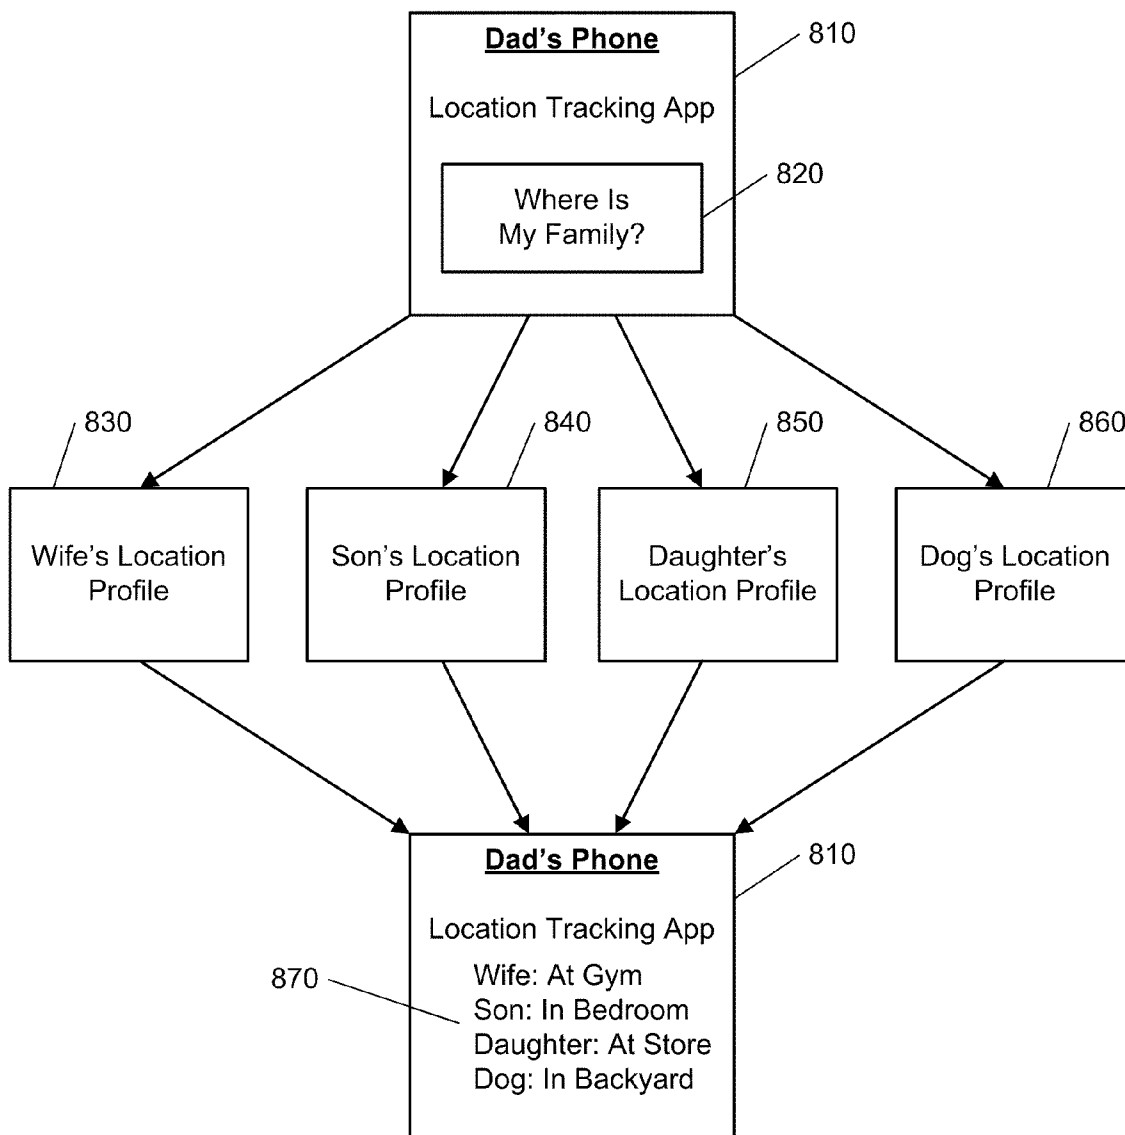 Dad's Phone
810
Location Tracking App
820
Where Is
My Family?
830
840
850
860
Wife's Location
Profile
Son's Location
Profile
Daughter's
Location Profile
Dog's Location
Profile
Dad's Phone
810
Location Tracking App
870
Wife: At Gym
Son: In Bedroom
Daughter: At Store
Dog: In Backyard